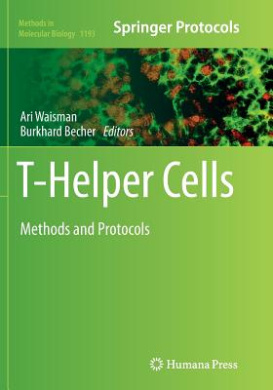 Methods in
Molecular Biology 1193
Springer Protocols
Ari Waisman
Burkhard Becher Editors
T-Helper Cells
Methods and Protocols
Humana Press